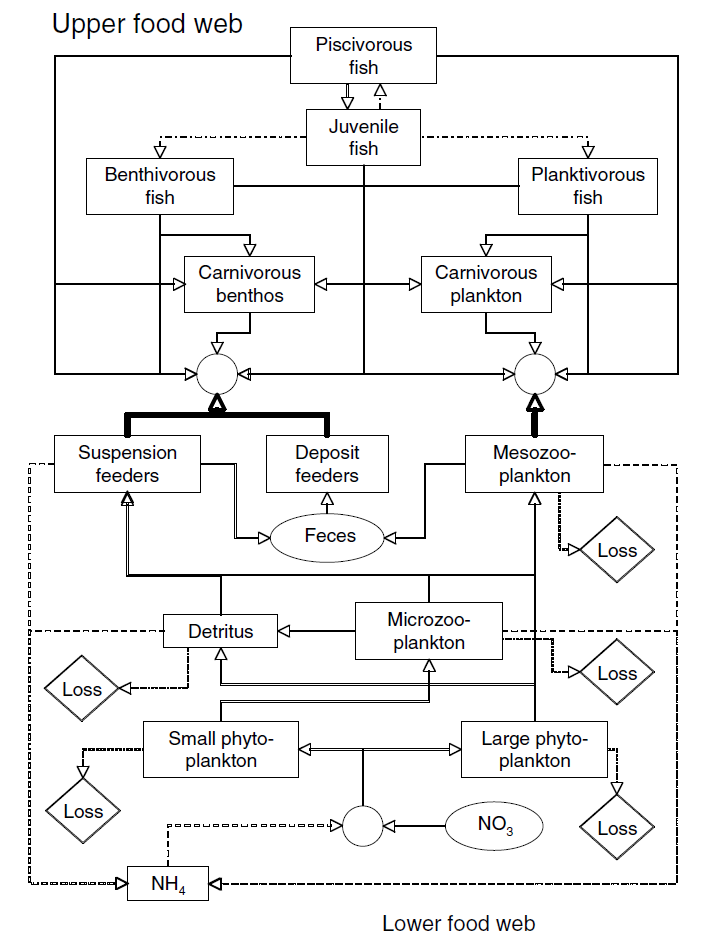 Upper food web
Piscivorous
fish
Juvenile
fish
Benthivorous
fish
Planktivorous
fish
Carnivorous
benthos
Carnivorous
plankton
Suspension
feeders
Deposit
feeders
Mesozoo-
plankton
Feces
Loss
Detritus
Microzoo-
plankton
Loss
Loss
Small phyto-
plankton
Large phyto-
plankton
Loss
NO3
Loss
NH4
Lower food web